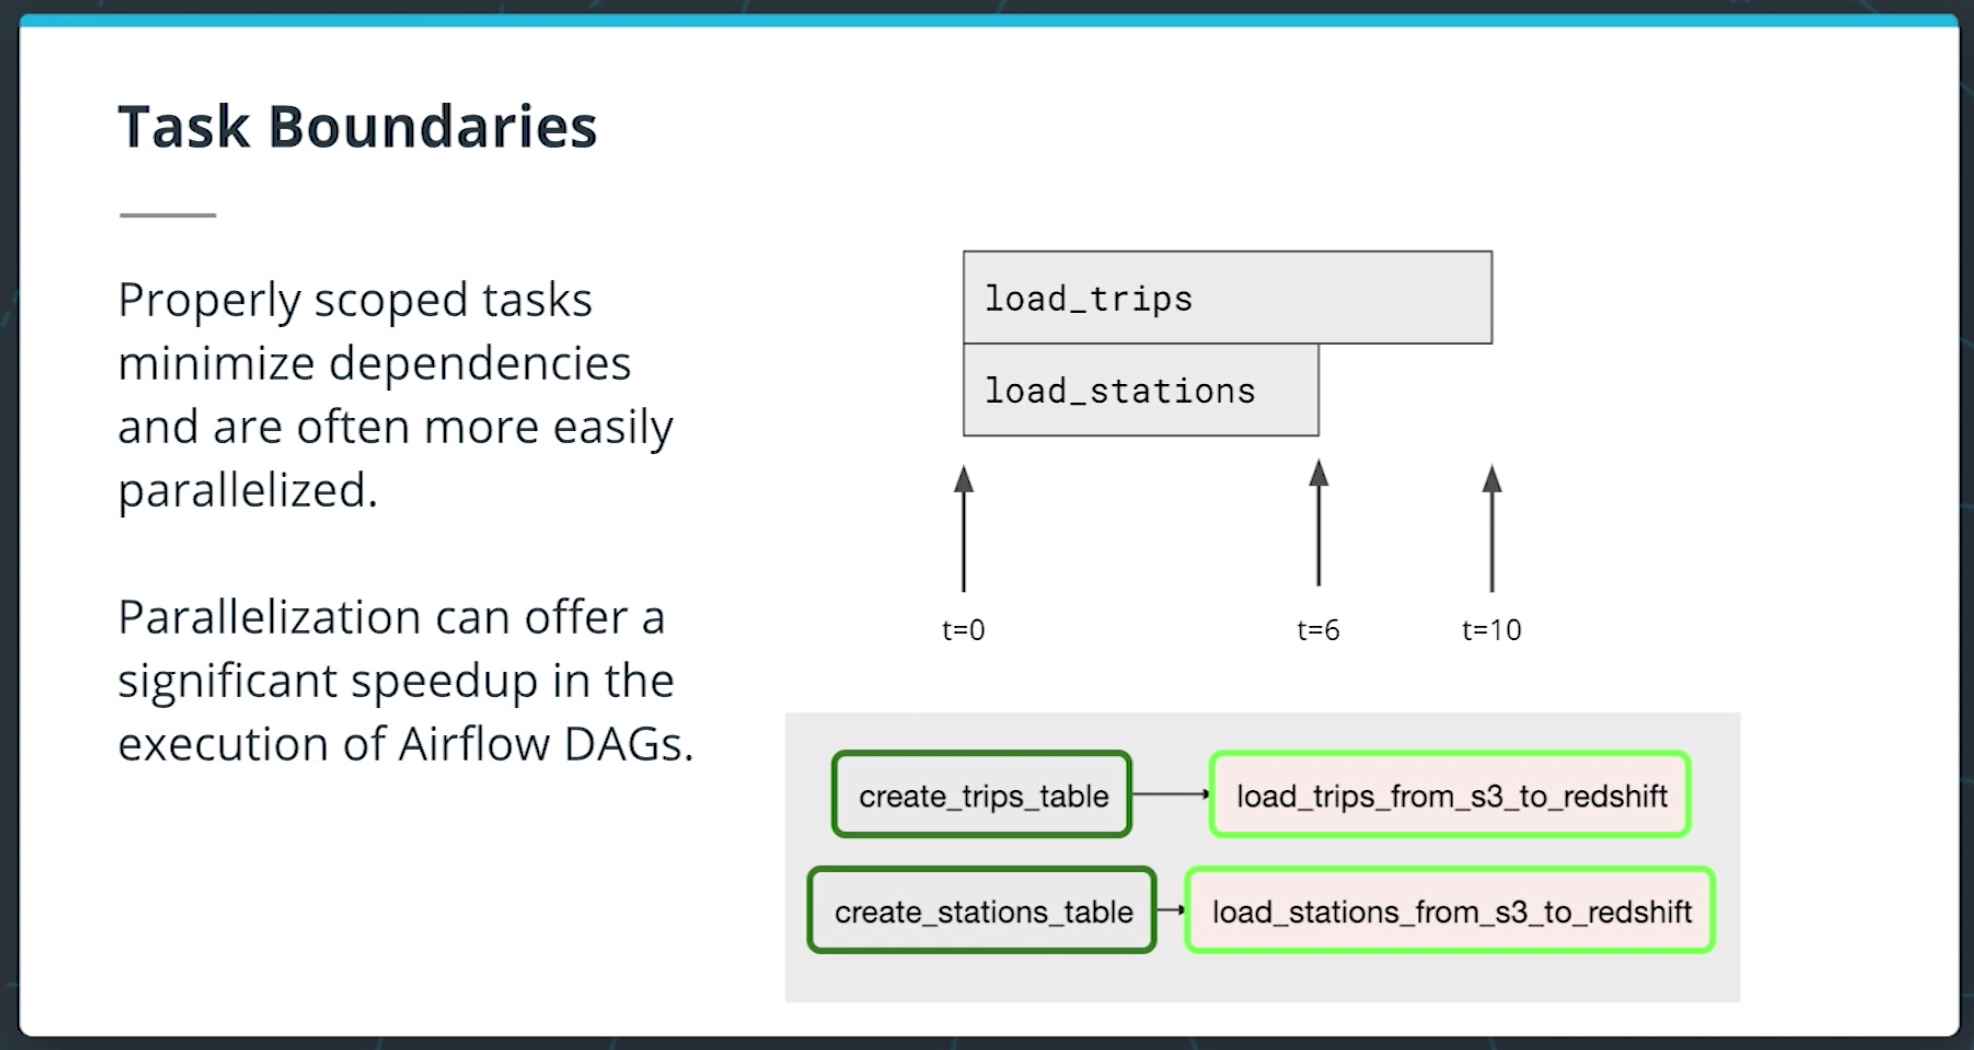 Task Boundaries
Properly scoped tasks
minimize dependencies
and are often more easily
parallelized.
Parallelization can offer a
significant speedup in the
execution of Airflow DAGs.
load_trips
load_stations
t=0
t=6
t=10
create_trips_table
load_trips_from_s3_to_redshift
create_stations_table
load_stations_from_s3_to_redshift